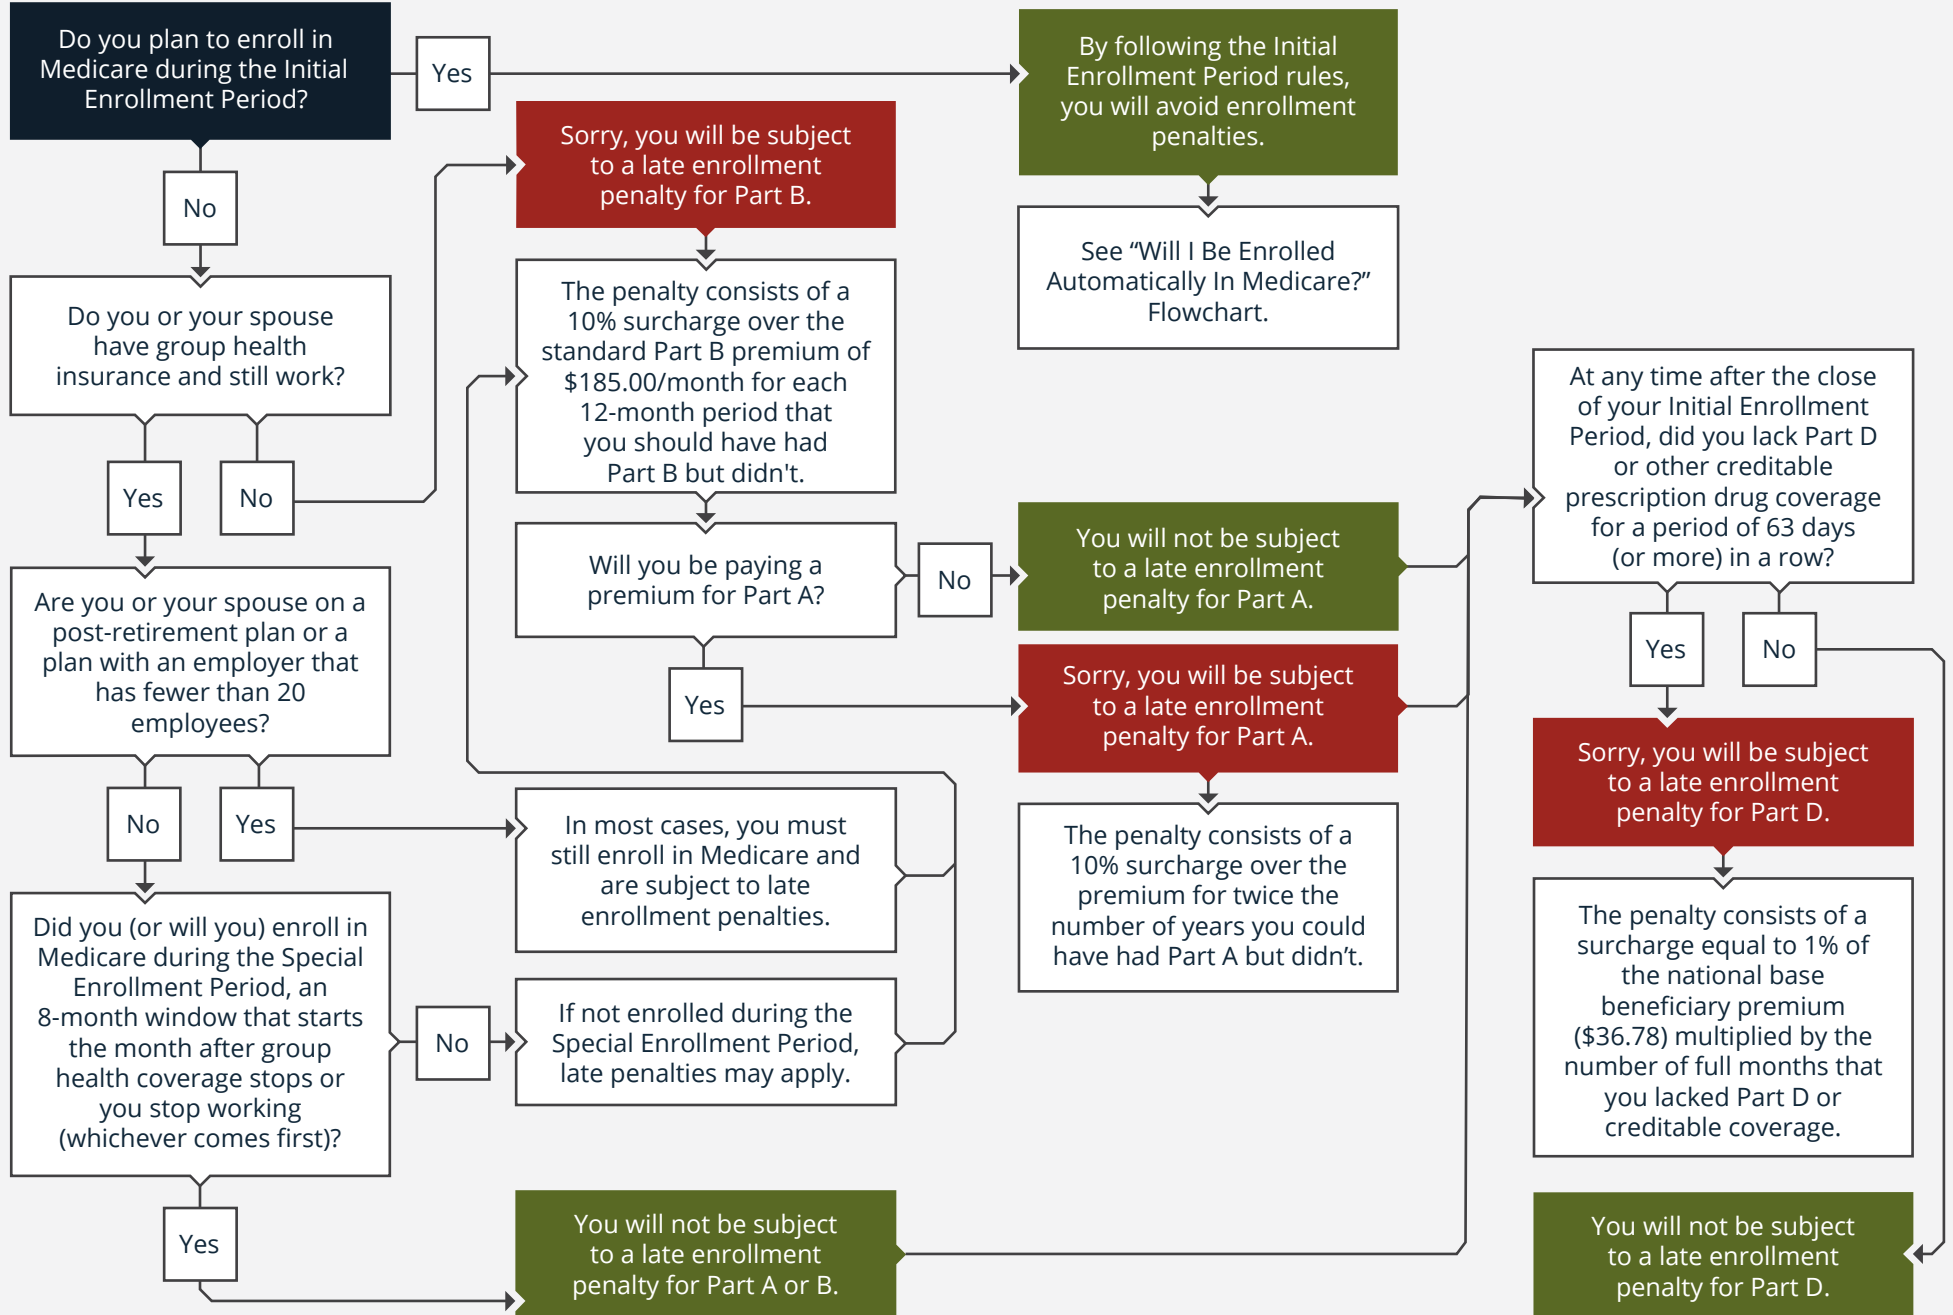 Do you plan to enroll in
Medicare during the Initial
Enrollment Period?
Yes
By following the Initial
Enrollment Period rules,
you will avoid enrollment
penalties.
See “Will I Be Enrolled
Automatically In Medicare?”
Flowchart.
No
Do you or your spouse
have group health
insurance and still work?
No
Sorry, you will be subject
to a late enrollment
penalty for Part B.
The penalty consists of a
10% surcharge over the
standard Part B premium of
$185.00/month for each
12-month period that
you should have had
Part B but didn't.
Will you be paying a
premium for Part A?
No
You will not be subject
to a late enrollment
penalty for Part A.
Yes
Sorry, you will be subject
to a late enrollment
penalty for Part A.
The penalty consists of a
10% surcharge over the
premium for twice the
number of years you could
have had Part A but didn’t.
Yes
Are you or your spouse on a
post-retirement plan or a
plan with an employer that
has fewer than 20
employees?
Yes
In most cases, you must
still enroll in Medicare and
are subject to late
enrollment penalties.
No
Did you (or will you) enroll in
Medicare during the Special
Enrollment Period, an
8-month window that starts
the month after group
health coverage stops or
you stop working
(whichever comes first)?
No
If not enrolled during the
Special Enrollment Period,
late penalties may apply.
Yes
You will not be subject
to a late enrollment
penalty for Part A or B.
At any time after the close
of your Initial Enrollment
Period, did you lack Part D
or other creditable
prescription drug coverage
for a period of 63 days
(or more) in a row?
Yes
Sorry, you will be subject
to a late enrollment
penalty for Part D.
The penalty consists of a
surcharge equal to 1% of
the national base
beneficiary premium
($36.78) multiplied by the
number of full months that
you lacked Part D or
creditable coverage.
No
You will not be subject
to a late enrollment
penalty for Part D.